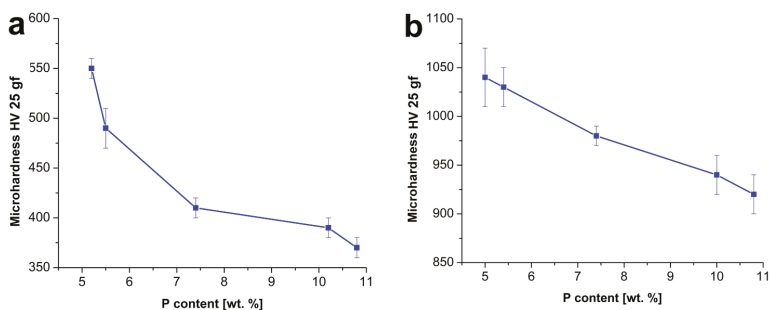 a
600
550
500
450
400
350
Microhardness HV 25 gf
5 6 7 8 9 10 11
P content [wt. %]
b
1100
1050
1000
950
900
850
Microhardness HV 25 gf
5 6 7 8 9 10 11
P content [wt. %]